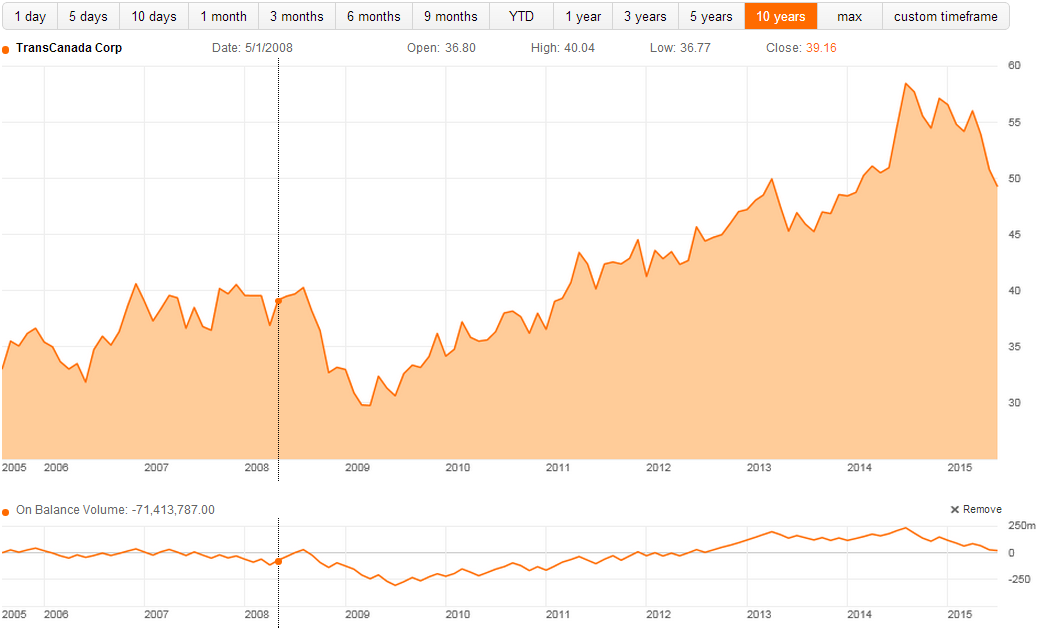 1 day 5 days 10 days 1 month 3 months 6 months 9 months YTD 1 year 3 years 5 years 10 years max custom timeframe
TransCanada Corp Date: 5/1/2008 Open: 36.80 High: 40.04 Low: 36.77 Close: 39.16
60
55
50
45
40
35
30
2005 2006 2007 2008 2009 2010 2011 2012 2013 2014 2015
On Balance Volume: -71,413,787.00 × Remove
250m
0
-250
2005 2006 2007 2008 2009 2010 2011 2012 2013 2014 2015